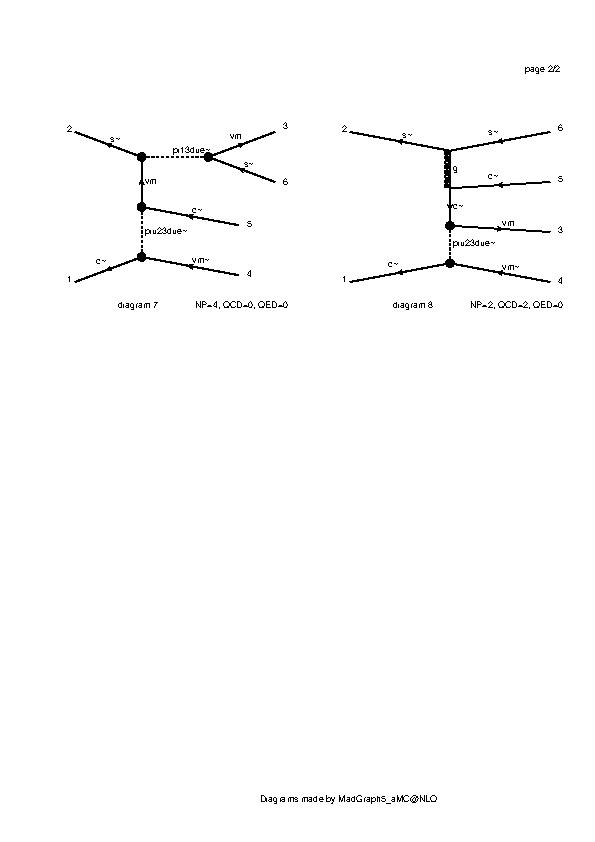 page 2/2
2
s~
pi13due~
vm
3
s~
6
vm
c~
5
piu23due~
c~
vm~
1
4
diagram 7
NP=4, QCD=0, QED=0
2
s~
s~
6
g
c~
5
c~
vm
3
piu23due~
c~
vm~
1
4
diagram 8
NP=2, QCD=2, QED=0
Diagrams made by MadGraph5_aMC@NLO